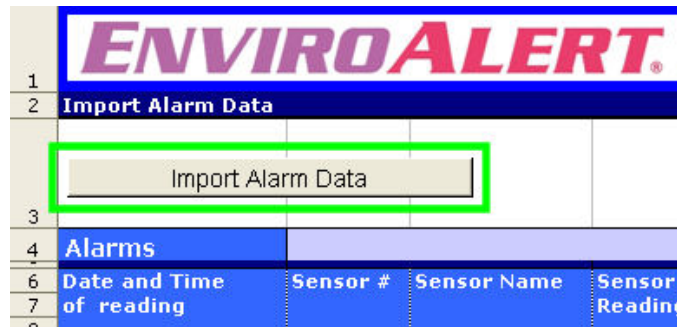 ENVIROALERT®
1
2 Import Alarm Data
Import Alarm Data
3
4 Alarms
6 Date and Time Sensor # Sensor Name Sensor
7 of reading Reading